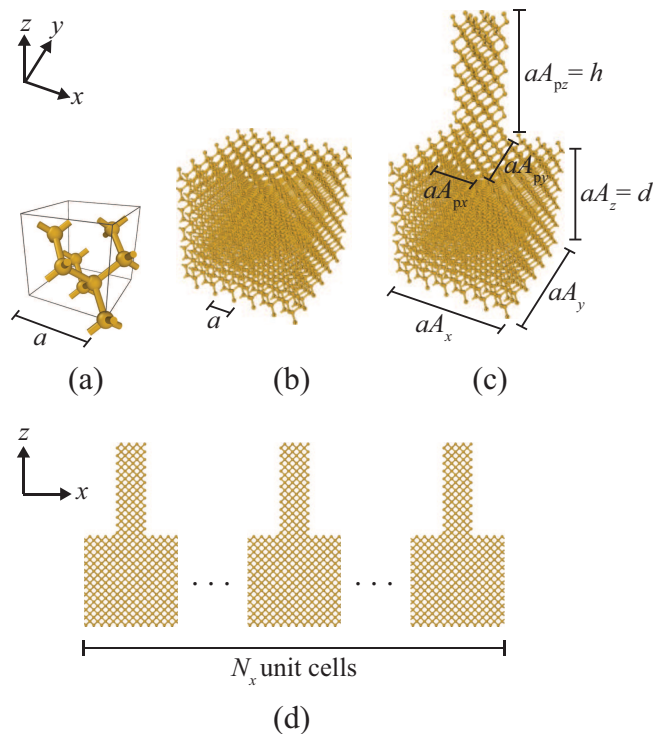 z
y
x
a
(a)
a
(b)
aA_pz = h
aA_py
aA_px
aA_z = d
aA_x
aA_y
(c)
z
x
. . .
. . .
N_x unit cells
(d)